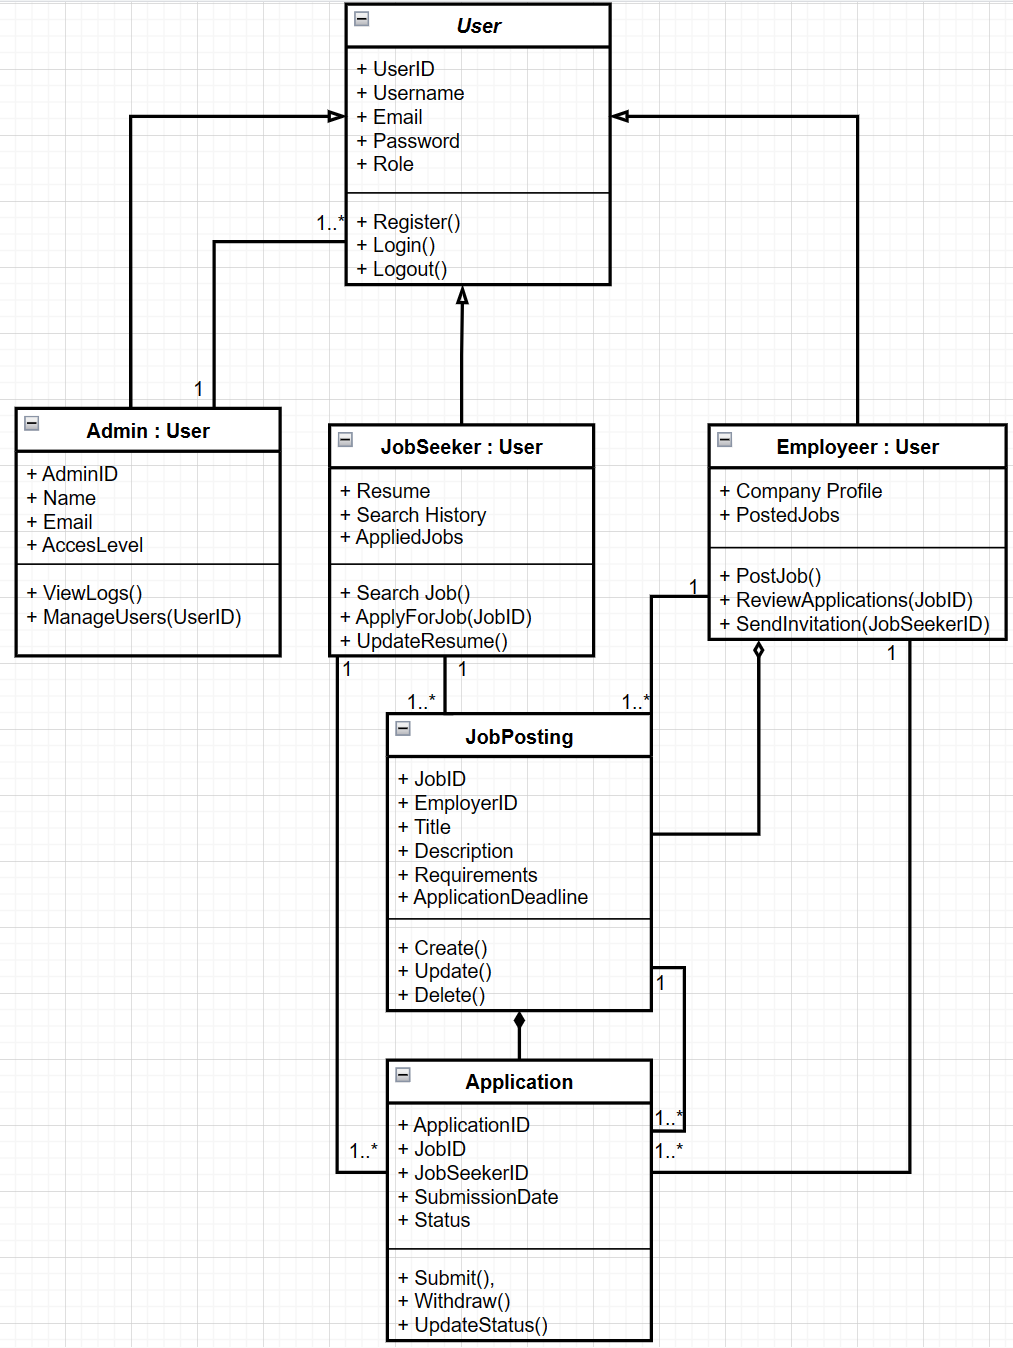 User
+ UserID
+ Username
+ Email
+ Password
+ Role
1..*
+ Register()
+ Login()
+ Logout()
1
Admin : User
+ AdminID
+ Name
+ Email
+ AccesLevel
+ ViewLogs()
+ ManageUsers(UserID)
JobSeeker : User
+ Resume
+ Search History
+ AppliedJobs
+ Search Job()
+ ApplyForJob(JobID)
+ UpdateResume()
Employeer : User
+ Company Profile
+ PostedJobs
1
+ PostJob()
+ ReviewApplications(JobID)
+ SendInvitation(JobSeekerID)
1
1
1
1..*
1..*
JobPosting
+ JobID
+ EmployerID
+ Title
+ Description
+ Requirements
+ ApplicationDeadline
+ Create()
+ Update()
+ Delete()
1
Application
+ ApplicationID
+ JobID
+ JobSeekerID
+ SubmissionDate
+ Status
1..*
1..*
1..*
+ Submit(),
+ Withdraw()
+ UpdateStatus()